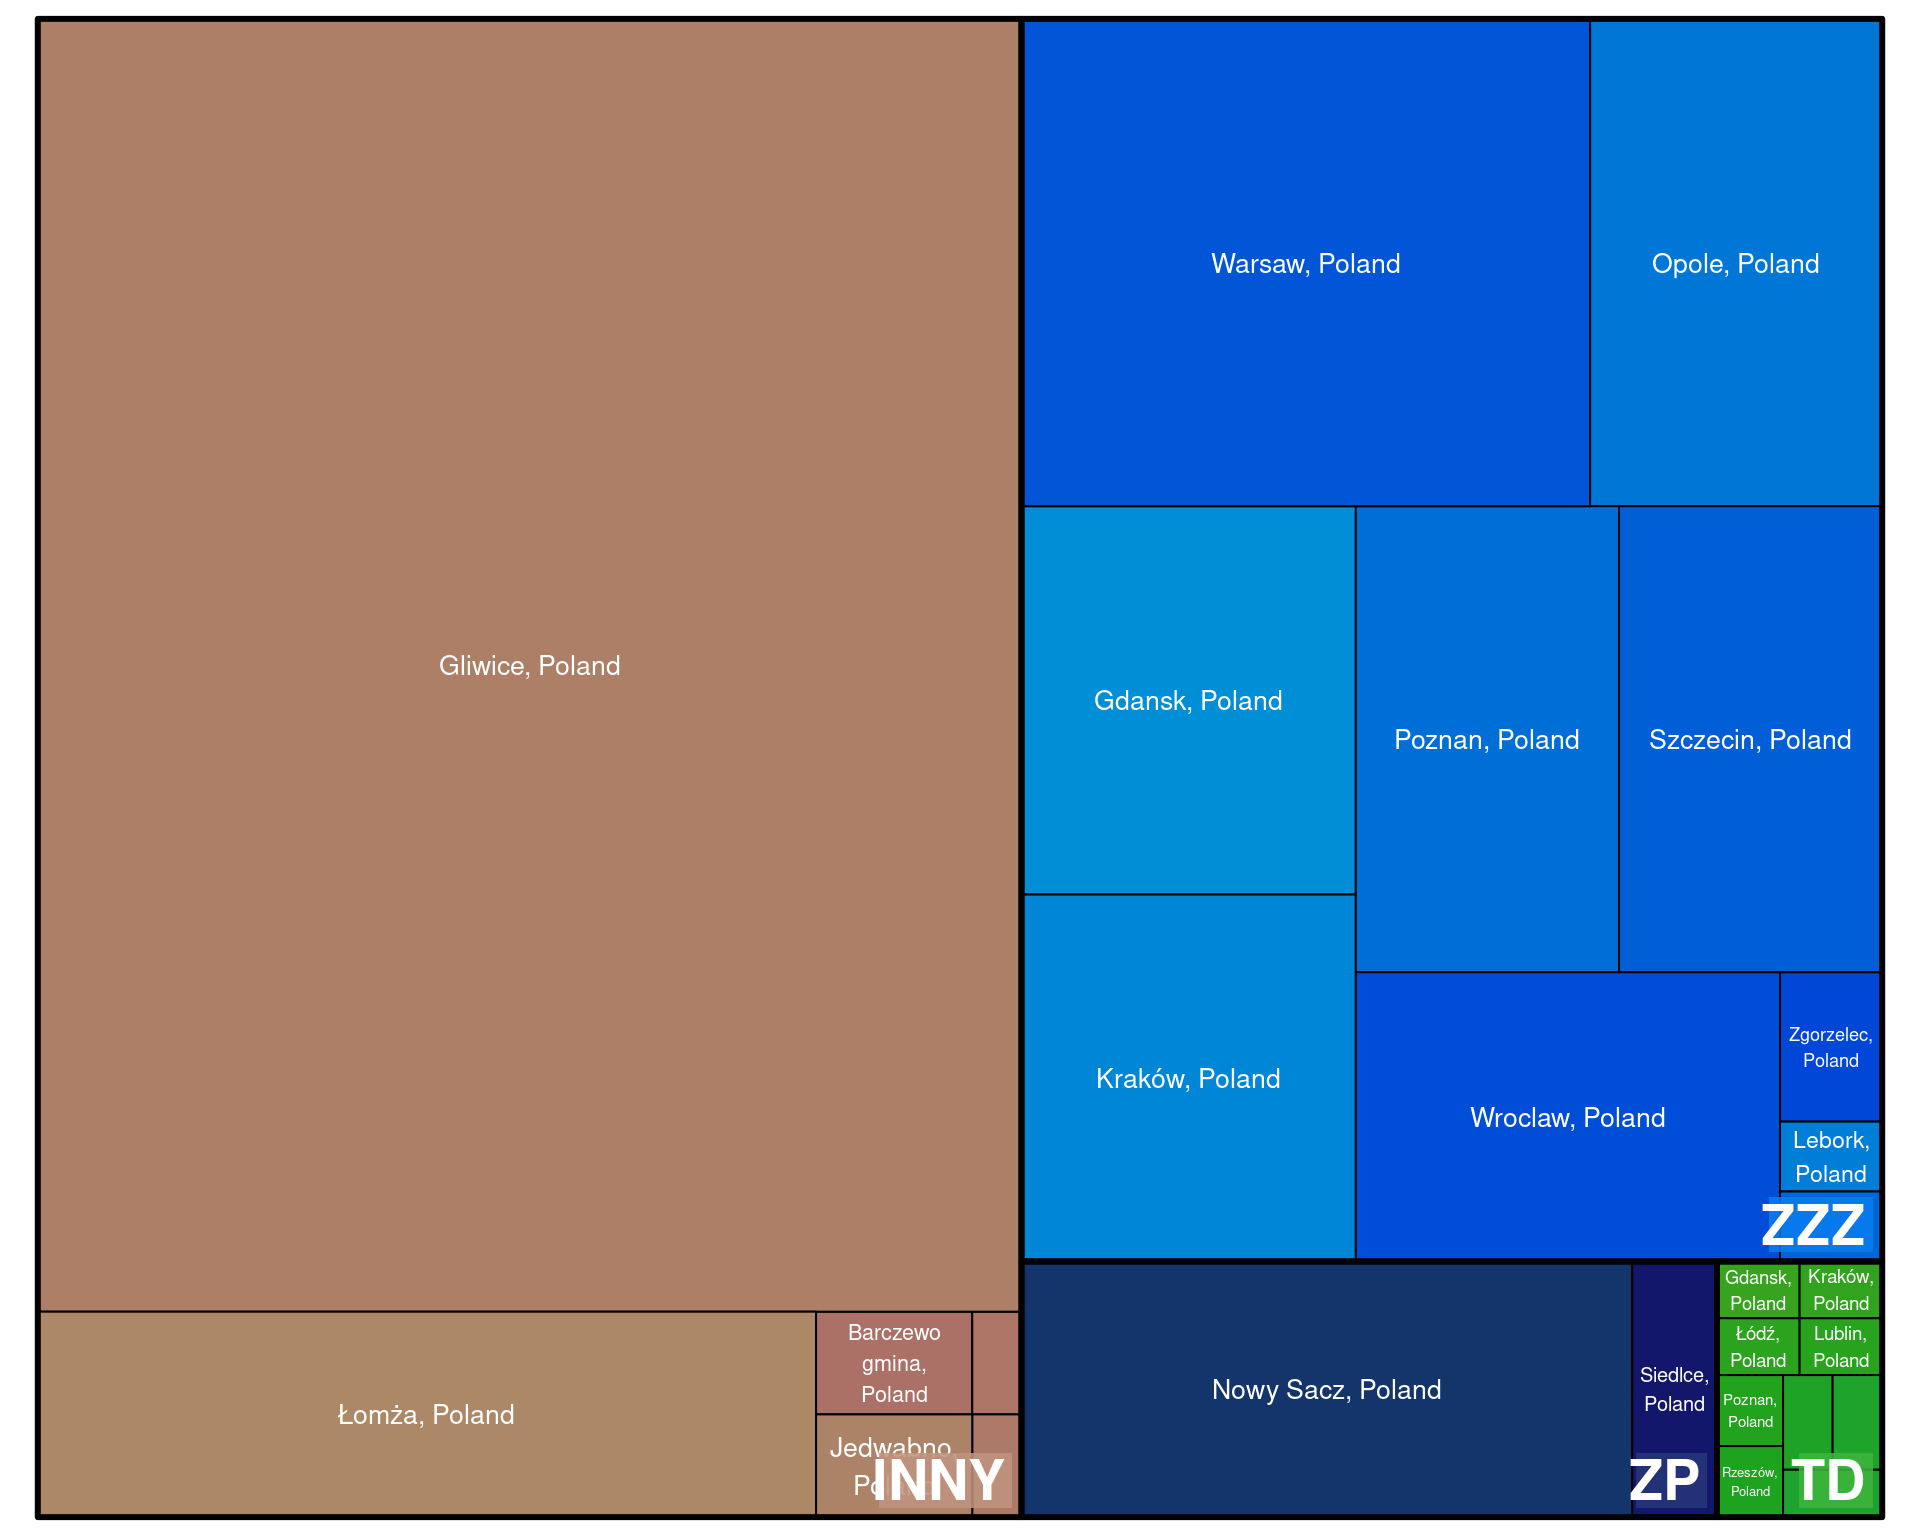 Gliwice, Poland
Łomża, Poland
Barczewo
gmina,
Poland
Jedwabno,
Poland
INNY
Warsaw, Poland
Opole, Poland
Gdansk, Poland
Poznan, Poland
Szczecin, Poland
Kraków, Poland
Wroclaw, Poland
Zgorzelec,
Poland
Lebork,
Poland
ZZZ
Nowy Sacz, Poland
Siedlce,
Poland
ZP
Gdansk,
Poland
Kraków,
Poland
Łódź,
Poland
Lublin,
Poland
Poznan,
Poland
Rzeszów,
Poland
TD